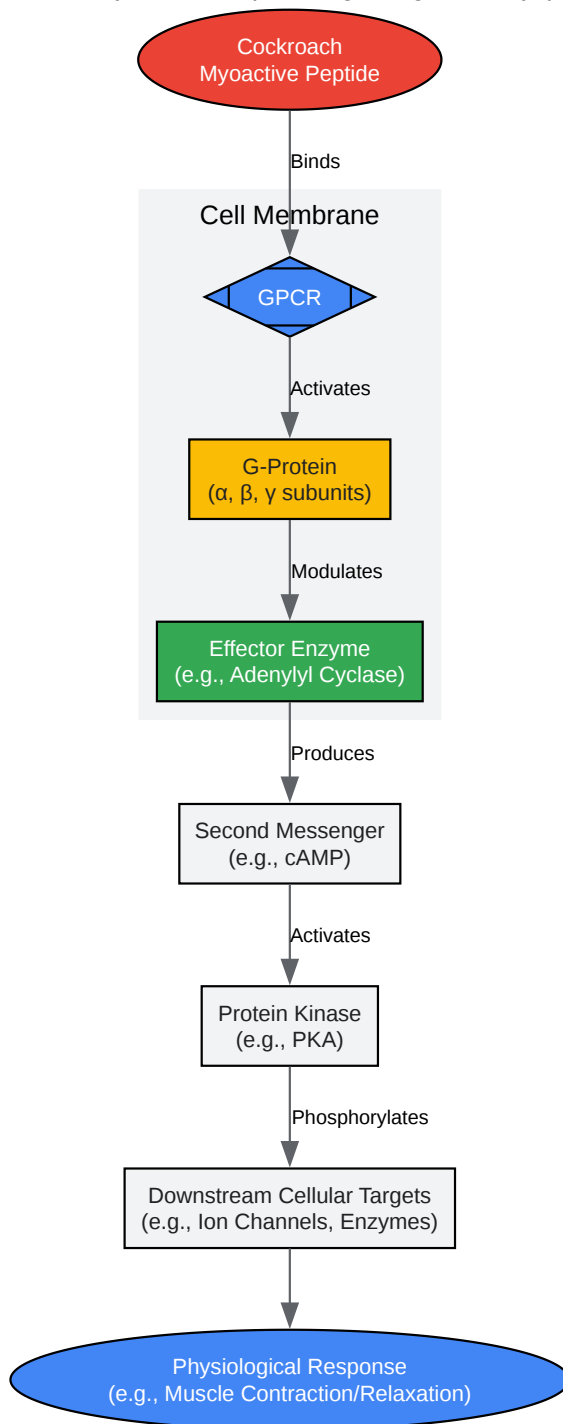 Cockroach
Myoactive Peptide
Binds
Cell Membrane
GPCR
Activates
G-Protein
(α, β, γ subunits)
Modulates
Effector Enzyme
(e.g., Adenylyl Cyclase)
Produces
Second Messenger
(e.g., cAMP)
Activates
Protein Kinase
(e.g., PKA)
Phosphorylates
Downstream Cellular Targets
(e.g., Ion Channels, Enzymes)
Physiological Response
(e.g., Muscle Contraction/Relaxation)